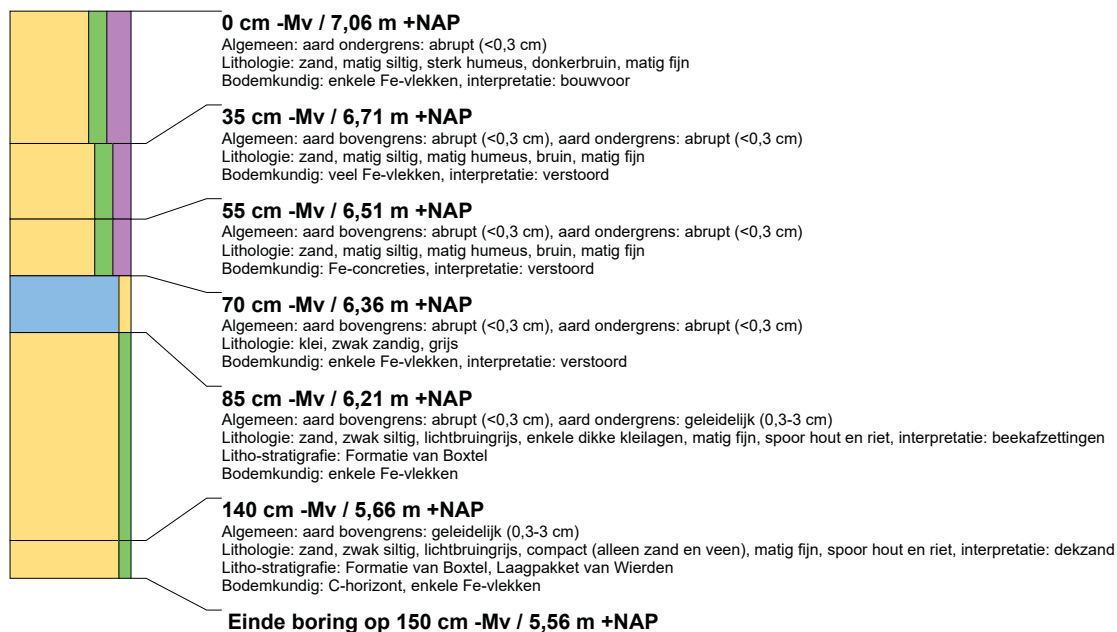 0 cm -Mv / 7,06 m +NAP
Algemeen: aard ondergrens: abrupt (<0,3 cm)
Lithologie: zand, matig siltig, sterk humeus, donkerbruin, matig fijn
Bodemkundig: enkele Fe-vlekken, interpretatie: bouwvoor
35 cm -Mv / 6,71 m +NAP
Algemeen: aard bovengrens: abrupt (<0,3 cm), aard ondergrens: abrupt (<0,3 cm)
Lithologie: zand, matig siltig, matig humeus, bruin, matig fijn
Bodemkundig: veel Fe-vlekken, interpretatie: verstoord
55 cm -Mv / 6,51 m +NAP
Algemeen: aard bovengrens: abrupt (<0,3 cm), aard ondergrens: abrupt (<0,3 cm)
Lithologie: zand, matig siltig, matig humeus, bruin, matig fijn
Bodemkundig: Fe-concreties, interpretatie: verstoord
70 cm -Mv / 6,36 m +NAP
Algemeen: aard bovengrens: abrupt (<0,3 cm), aard ondergrens: abrupt (<0,3 cm)
Lithologie: klei, zwak zandig, grijs
Bodemkundig: enkele Fe-vlekken, interpretatie: verstoord
85 cm -Mv / 6,21 m +NAP
Algemeen: aard bovengrens: abrupt (<0,3 cm), aard ondergrens: geleidelijk (0,3-3 cm)
Lithologie: zand, zwak siltig, lichtbruingrijs, enkele dikke kleilagen, matig fijn, spoor hout en riet, interpretatie: beekafzettingen
Litho-stratigrafie: Formatie van Boxtel
Bodemkundig: enkele Fe-vlekken
140 cm -Mv / 5,66 m +NAP
Algemeen: aard bovengrens: geleidelijk (0,3-3 cm)
Lithologie: zand, zwak siltig, lichtbruingrijs, compact (alleen zand en veen), matig fijn, spoor hout en riet, interpretatie: dekzand
Litho-stratigrafie: Formatie van Boxtel, Laagpakket van Wierden
Bodemkundig: C-horizont, enkele Fe-vlekken
Einde boring op 150 cm -Mv / 5,56 m +NAP